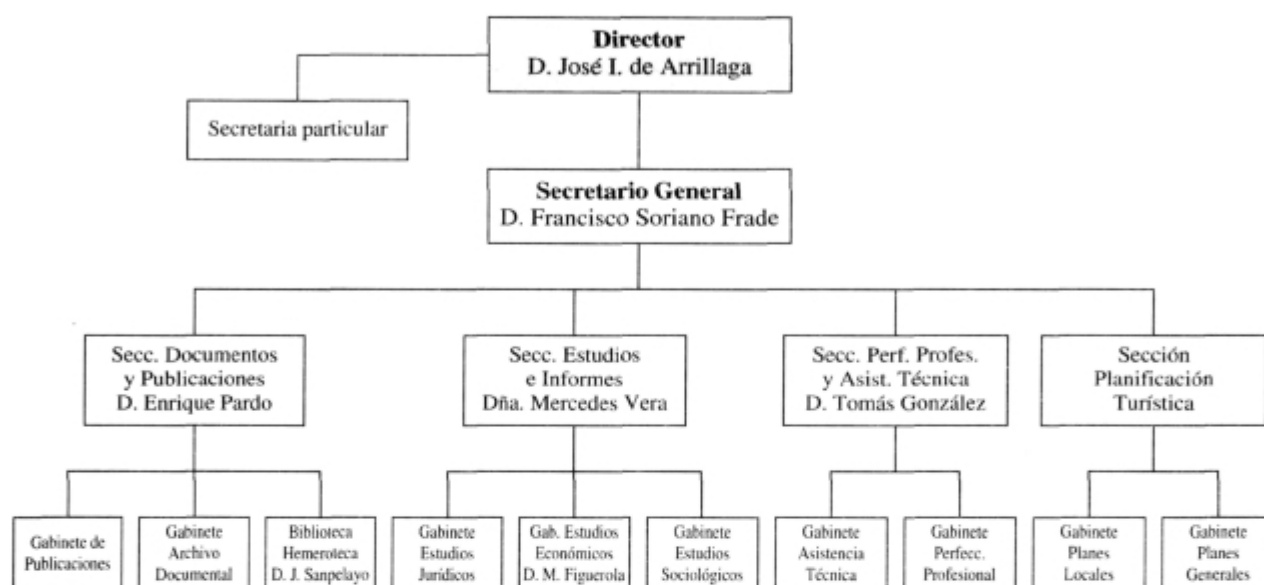 Director
D. José I. de Arrillaga
Secretaria particular
Secretario General
D. Francisco Soriano Frade
Secc. Documentos
y Publicaciones
D. Enrique Pardo
Secc. Estudios
e Informes
Dña. Mercedes Vera
Secc. Perf. Profes.
y Asist. Técnica
D. Tomás González
Sección
Planificación
Turística
Gabinete de
Publicaciones
Gabinete
Archivo
Documental
Biblioteca
Hemeroteca
D. J. Sanpelayo
Gabinete
Estudios
Jurídicos
Gab. Estudios
Económicos
D. M. Figuerola
Gabinete
Estudios
Sociológicos
Gabinete
Asistencia
Técnica
Gabinete
Perfecc.
Profesional
Gabinete
Planes
Locales
Gabinete
Planes
Generales